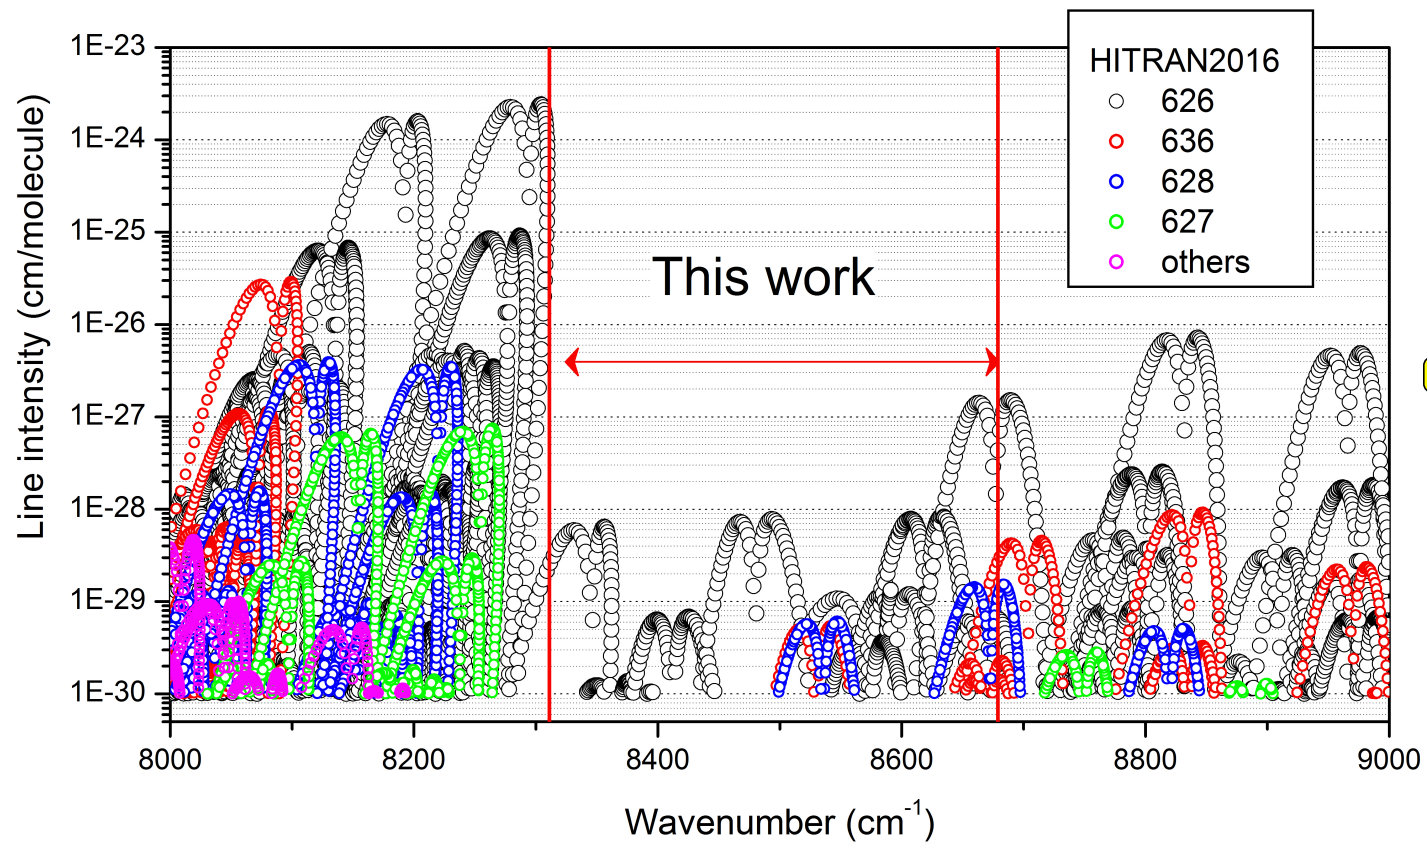 HITRAN2016
626
636
628
627
others
1E-23
1E-24
1E-25
1E-26
1E-27
1E-28
1E-29
1E-30
Line intensity (cm/molecule)
This work
8000
8200
8400
8600
8800
9000
Wavenumber (cm⁻¹)